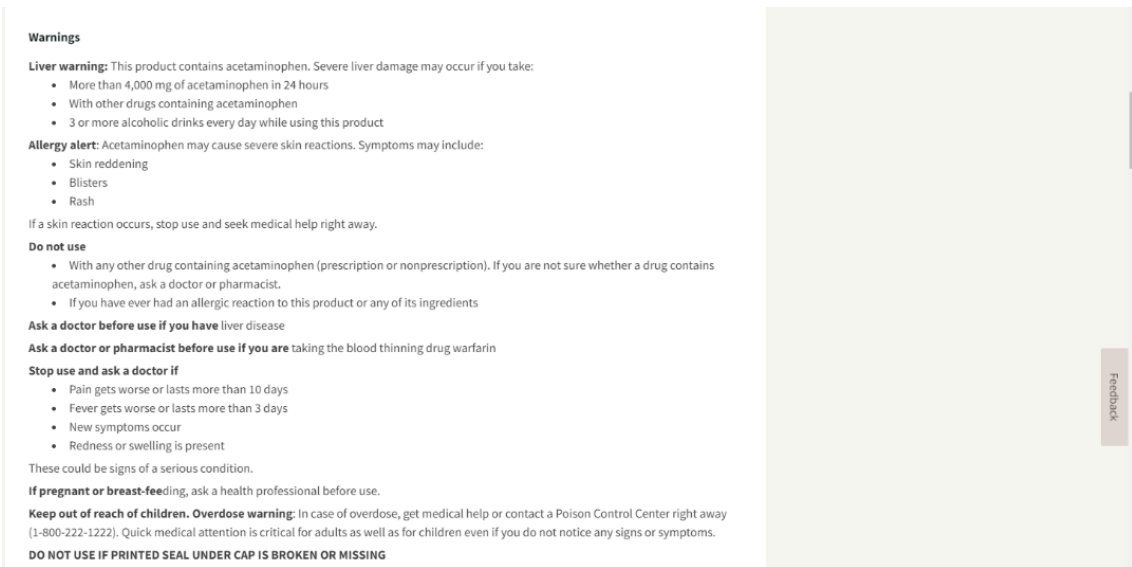 Warnings
Liver warning: This product contains acetaminophen. Severe liver damage may occur if you take:
• More than 4,000 mg of acetaminophen in 24 hours
• With other drugs containing acetaminophen
• 3 or more alcoholic drinks every day while using this product
Allergy alert: Acetaminophen may cause severe skin reactions. Symptoms may include:
• Skin reddening
• Blisters
• Rash
If a skin reaction occurs, stop use and seek medical help right away.
Do not use
• With any other drug containing acetaminophen (prescription or nonprescription). If you are not sure whether a drug contains
acetaminophen, ask a doctor or pharmacist.
• If you have ever had an allergic reaction to this product or any of its ingredients
Ask a doctor before use if you have liver disease
Ask a doctor or pharmacist before use if you are taking the blood thinning drug warfarin
Stop use and ask a doctor if
• Pain gets worse or lasts more than 10 days
• Fever gets worse or lasts more than 3 days
• New symptoms occur
• Redness or swelling is present
These could be signs of a serious condition.
If pregnant or breast-feeding, ask a health professional before use.
Keep out of reach of children. Overdose warning: In case of overdose, get medical help or contact a Poison Control Center right away
(1-800-222-1222). Quick medical attention is critical for adults as well as for children even if you do not notice any signs or symptoms.
DO NOT USE IF PRINTED SEAL UNDER CAP IS BROKEN OR MISSING
Feedback